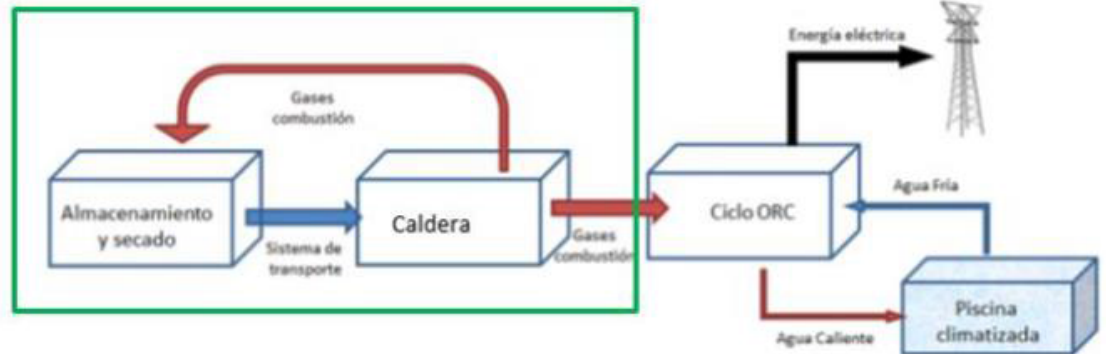 Energía eléctrica
Gases
combustión
Almacenamiento
y secado
Sistema de
transporte
Caldera
Gases
combustión
Ciclo ORC
Agua Fría
Agua Caliente
Piscina
climatizada